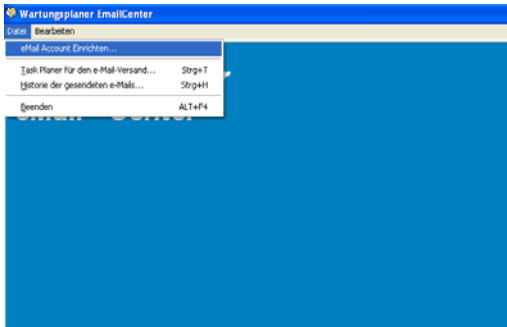 Wartungsplaner EmailCenter
Datei Bearbeiten
eMail Account Einrichten...
Task Planer für den e-Mail-Versand... Strg+T
Historie der gesendeten e-Mails... Strg+H
Beenden ALT+F4